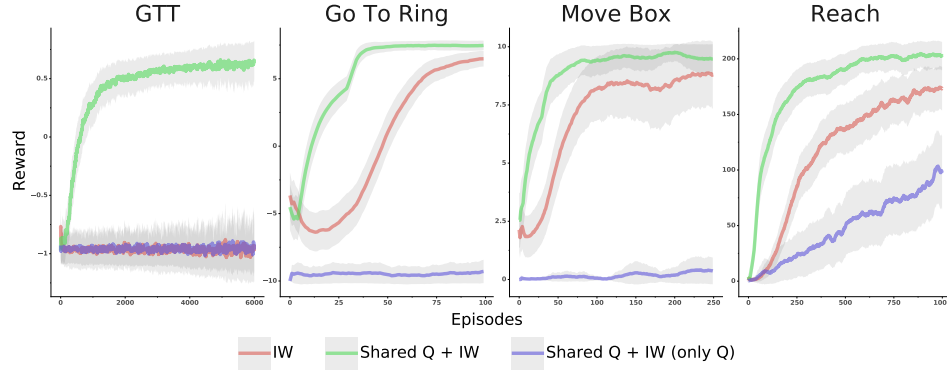 GTT Go To Ring Move Box Reach
Reward
0.5
0
−0.5
−1
0 2000 4000 6000
5
0
−5
−10
0 25 50 75 100
10
7.5
5
2.5
0
0 50 100 150 200 250
200
150
100
50
0
0 250 500 750 1000
Episodes
IW Shared Q + IW Shared Q + IW (only Q)